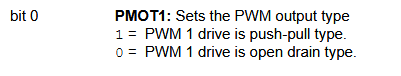 bit 0 PMOT1: Sets the PWM output type
1 = PWM 1 drive is push-pull type.
0 = PWM 1 drive is open drain type.